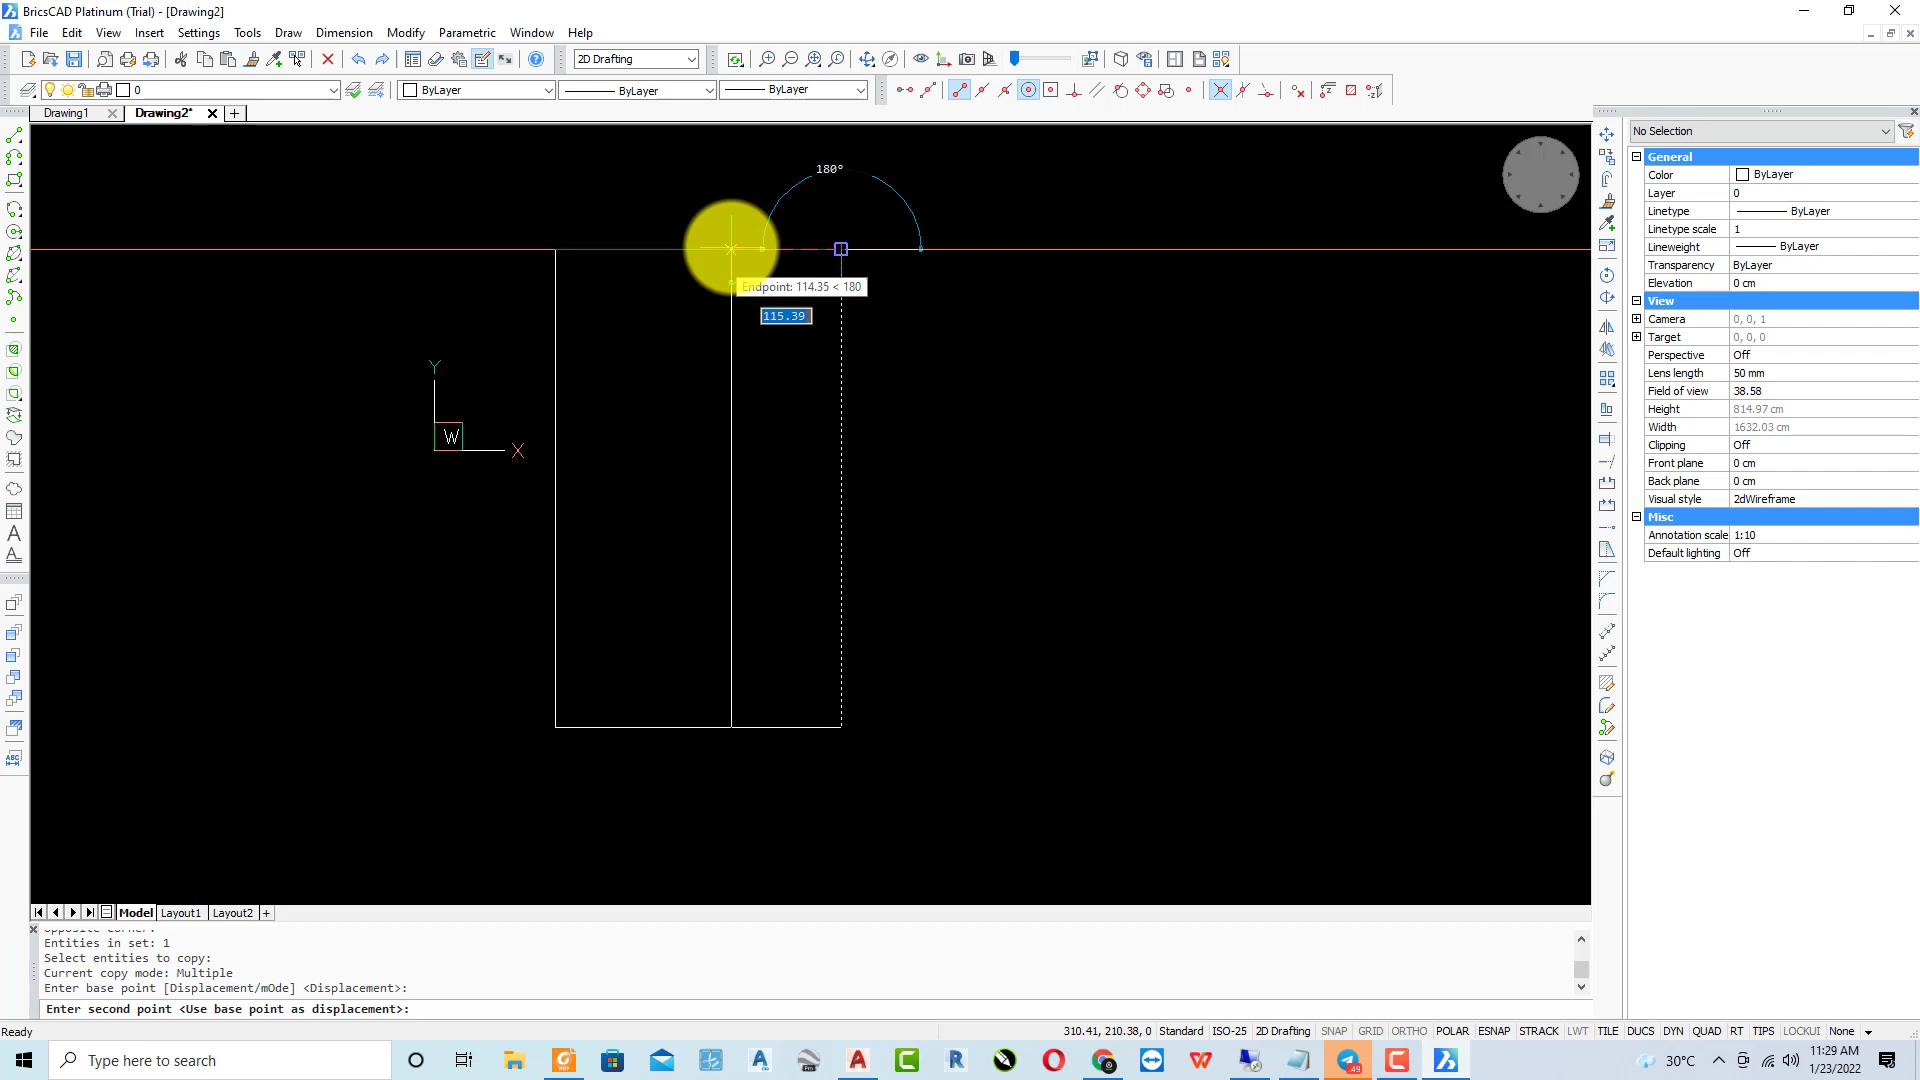 BricsCAD Platinum (Trial) - [Drawing2]
File Edit View Insert Settings Tools Draw Dimension Modify Parametric Window Help
2D Drafting
0 ByLayer ByLayer ByLayer
Drawing1 Drawing2*
No Selection
General
Color ByLayer
Layer 0
Linetype ByLayer
Linetype scale 1
Lineweight ByLayer
Transparency ByLayer
Elevation 0 cm
View
Camera 0, 0, 1
Target 0, 0, 0
Perspective Off
Lens length 50 mm
Field of view 38.58
Height 814.97 cm
Width 1632.03 cm
Clipping Off
Front plane 0 cm
Back plane 0 cm
Visual style 2dWireframe
Misc
Annotation scale 1:10
Default lighting Off
180°
Endpoint: 114.35 < 180
115.39
Y
W
X
A
A
ABC
Model Layout1 Layout2
Entities in set: 1
Select entities to copy:
Current copy mode: Multiple
Enter base point [Displacement/mOde] <Displacement>:
Enter second point <Use base point as displacement>:
Ready
310.41, 210.38, 0 Standard ISO-25 2D Drafting SNAP GRID ORTHO POLAR ESNAP STRACK LWT TILE DUCS DYN QUAD RT TIPS LOCKUI None
Type here to search
30°C
11:29 AM
1/23/2022